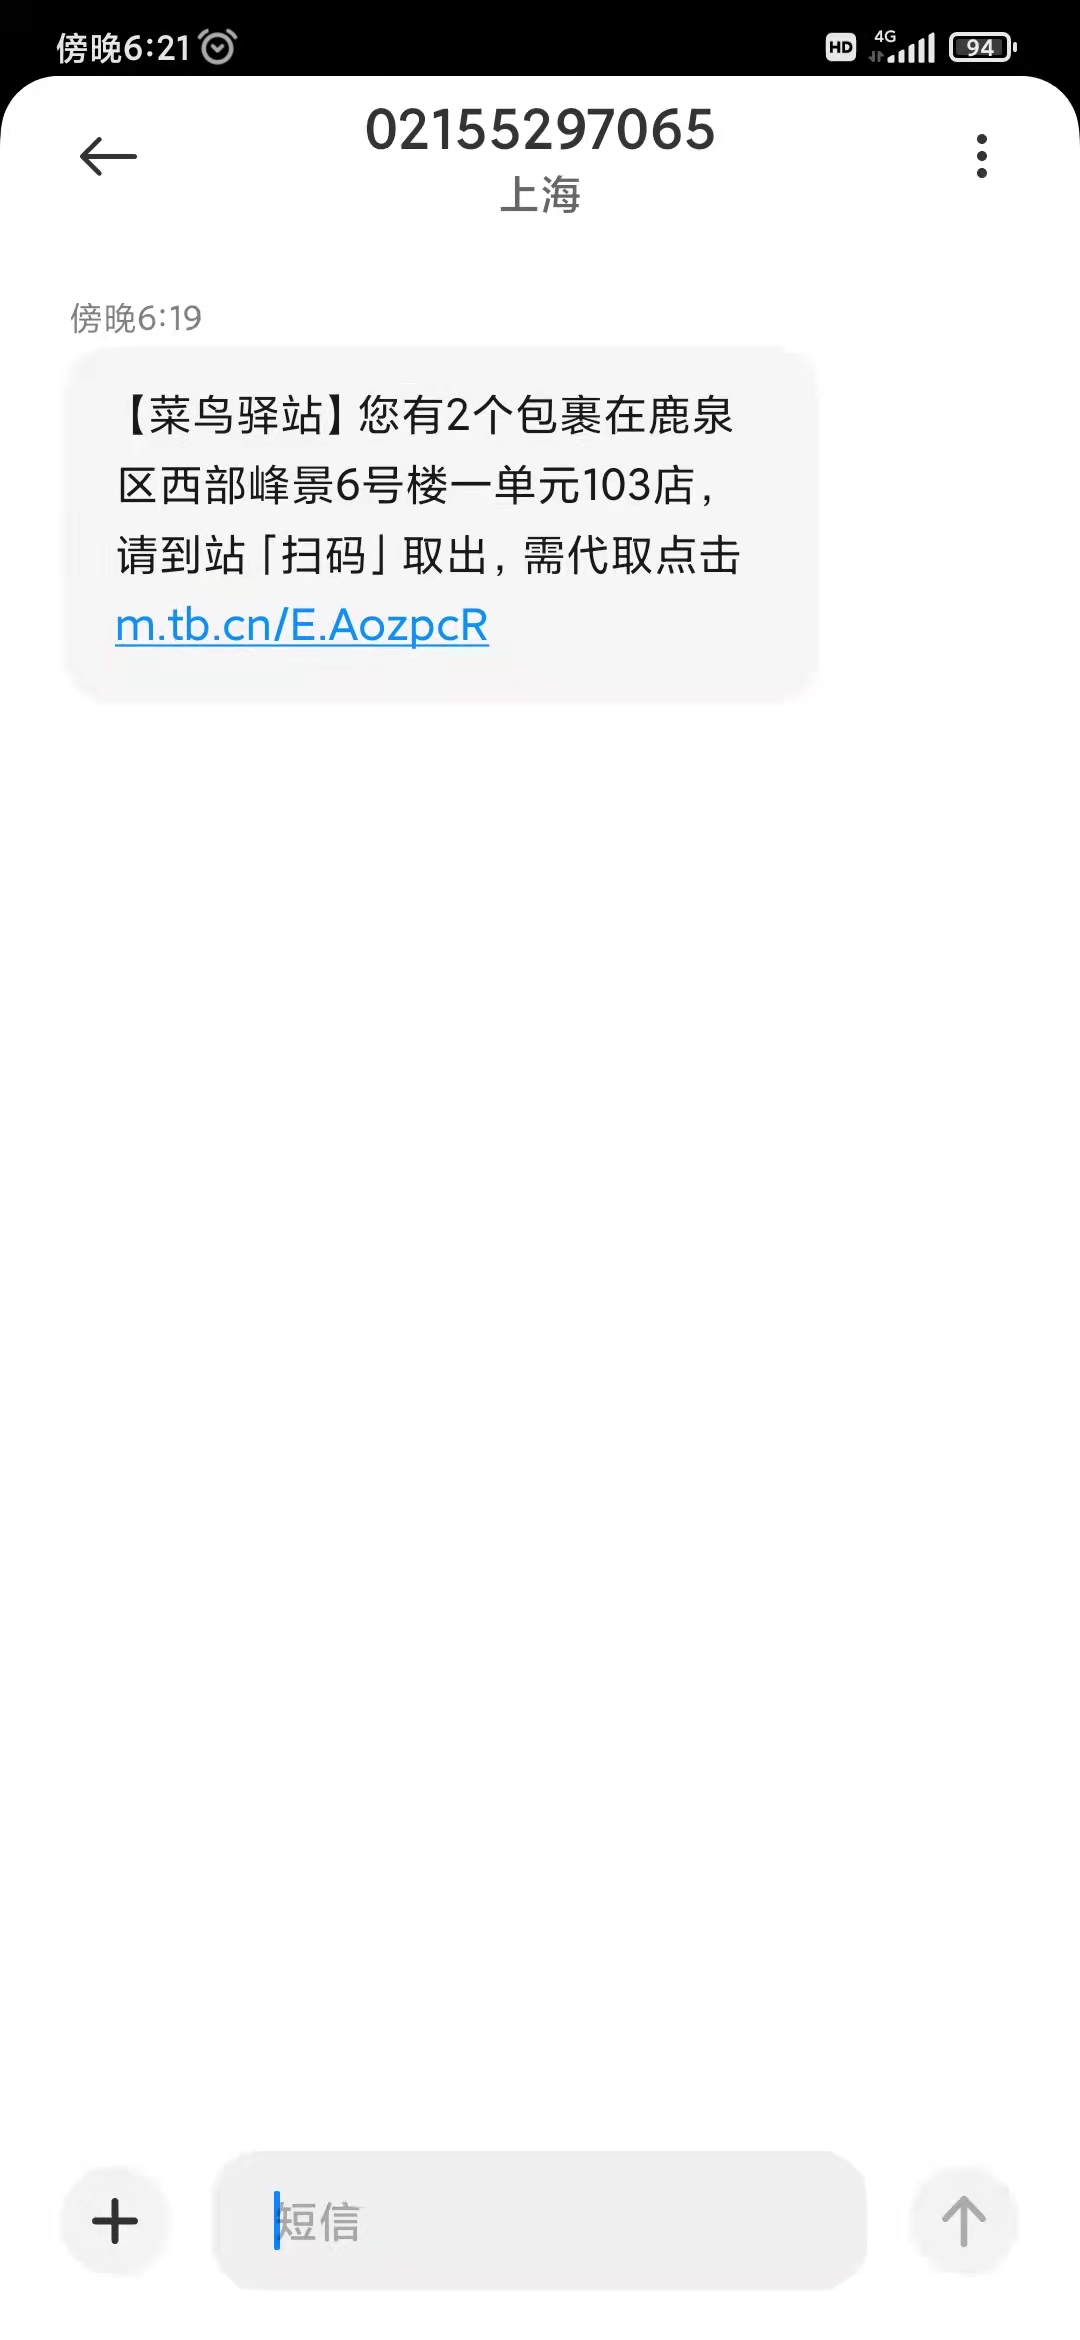 傍晚6:21
HD 4G 94
02155297065
上海
傍晚6:19
【菜鸟驿站】您有2个包裹在鹿泉
区西部峰景6号楼一单元103店,
请到站「扫码」取出, 需代取点击
m.tb.cn/E.AozpcR
短信